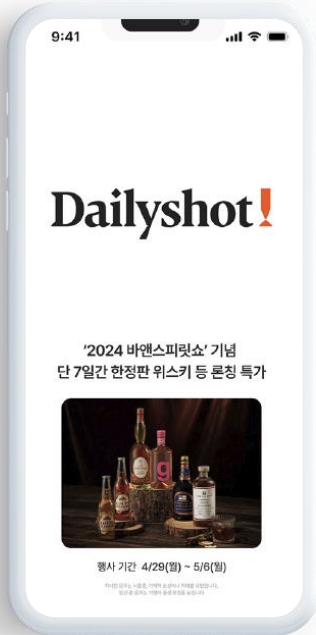 9:41
Dailyshot!
‘2024 바앤스피릿쇼’ 기념
단 7일간 한정판 위스키 등 론칭 특가
g
행사 기간 4/29(월) ~ 5/6(월)